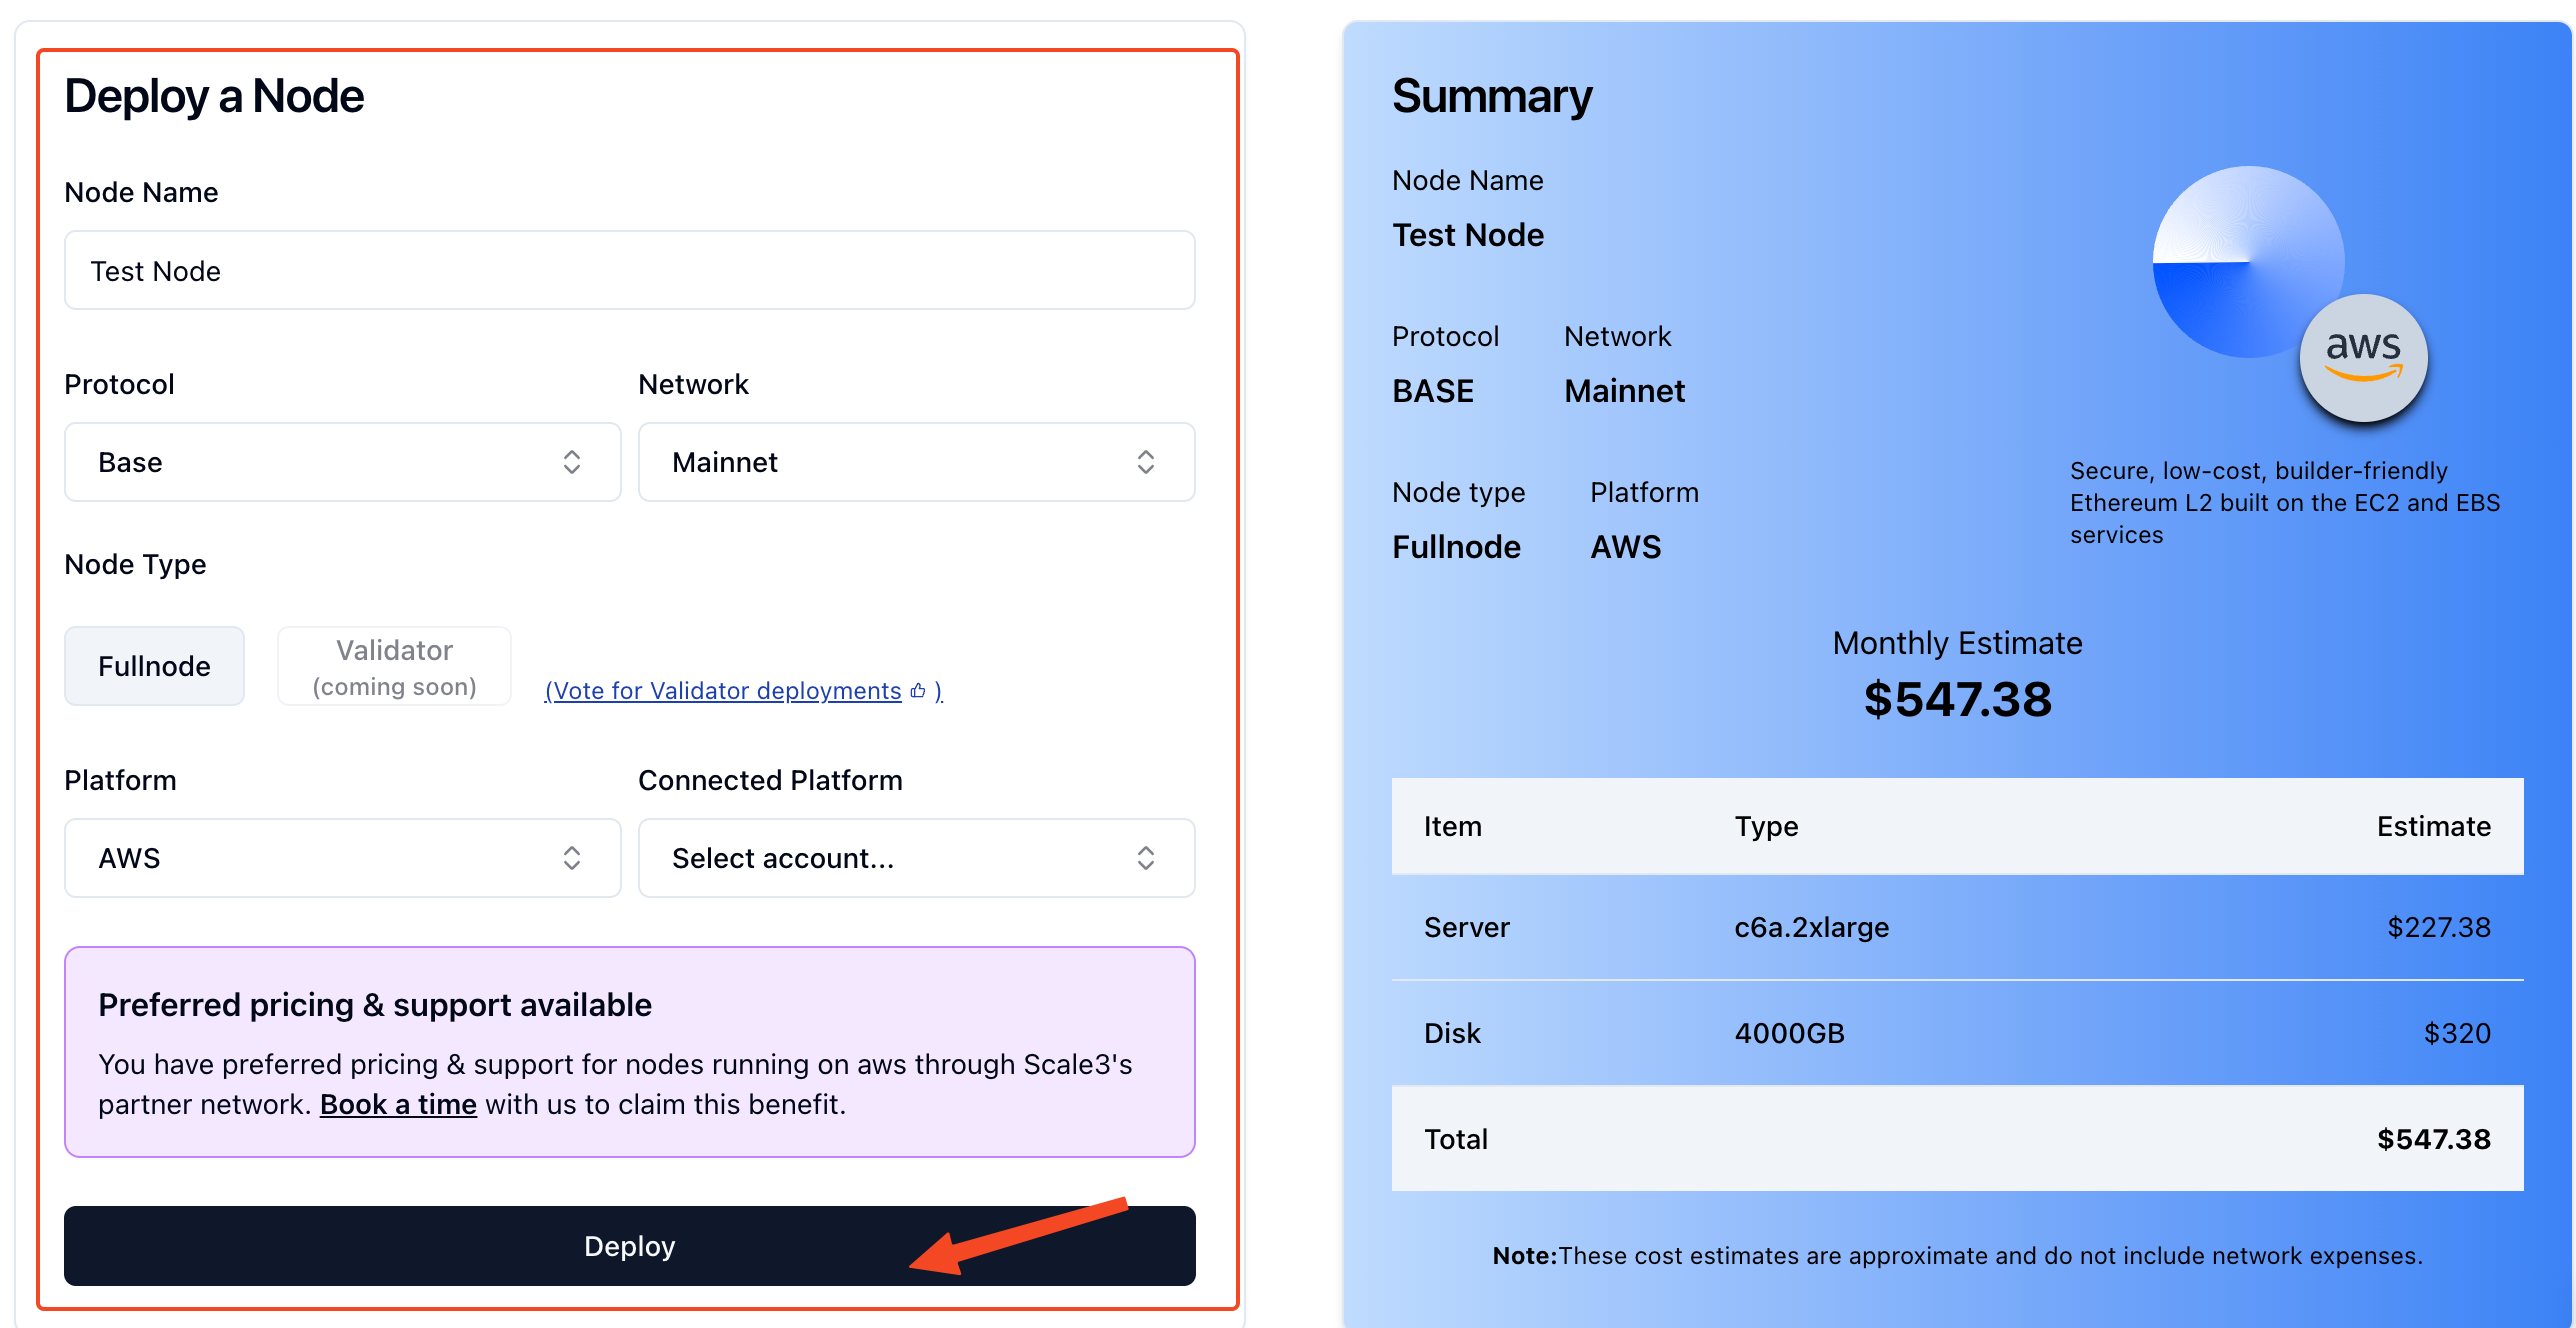 Deploy a Node
Node Name
Test Node
Protocol
Network
Base
Mainnet
Node Type
Fullnode
Validator
(coming soon)
(Vote for Validator deployments )
Platform
Connected Platform
AWS
Select account...
Preferred pricing & support available
You have preferred pricing & support for nodes running on aws through Scale3's
partner network. Book a time with us to claim this benefit.
Deploy
Summary
Node Name
Test Node
Protocol Network
BASE Mainnet
Node type Platform
Fullnode AWS
aws
Secure, low-cost, builder-friendly
Ethereum L2 built on the EC2 and EBS
services
Monthly Estimate
$547.38
Item Type Estimate
Server c6a.2xlarge $227.38
Disk 4000GB $320
Total $547.38
Note:These cost estimates are approximate and do not include network expenses.